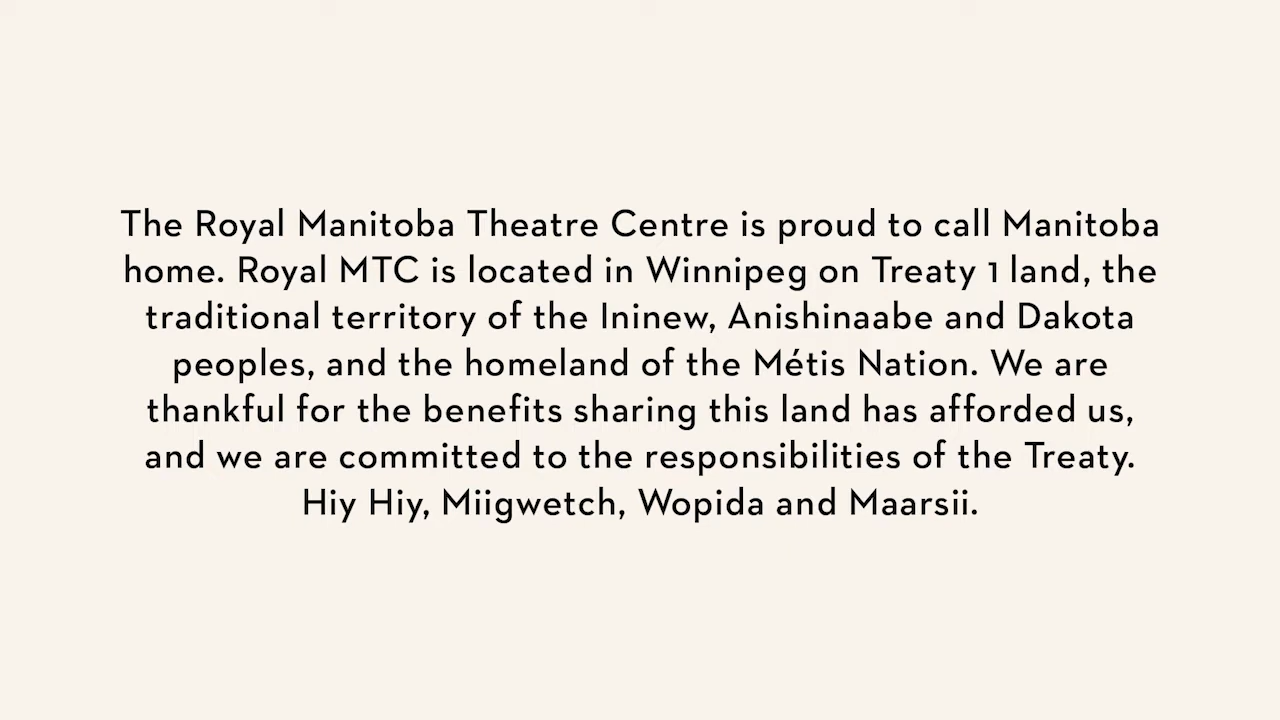 The Royal Manitoba Theatre Centre is proud to call Manitoba
home. Royal MTC is located in Winnipeg on Treaty 1 land, the
traditional territory of the Ininew, Anishinaabe and Dakota
peoples, and the homeland of the Métis Nation. We are
thankful for the benefits sharing this land has afforded us,
and we are committed to the responsibilities of the Treaty.
Hiy Hiy, Miigwetch, Wopida and Maarsii.